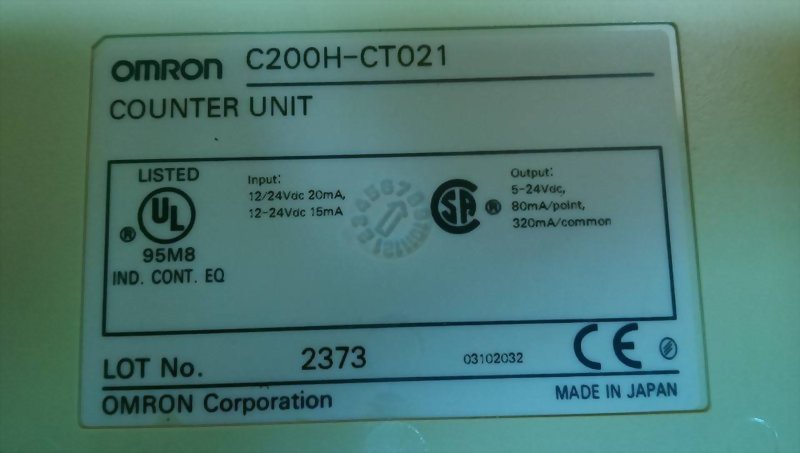 OMRON C200H-CT021
COUNTER UNIT
LISTED
UL
®
95M8
IND. CONT. EQ
Input:
12/24Vdc 20mA,
12-24Vdc 15mA
SA ®
Output:
5-24Vdc,
80mA/point,
320mA/common
LOT No. 2373 03102032 CE
OMRON Corporation MADE IN JAPAN